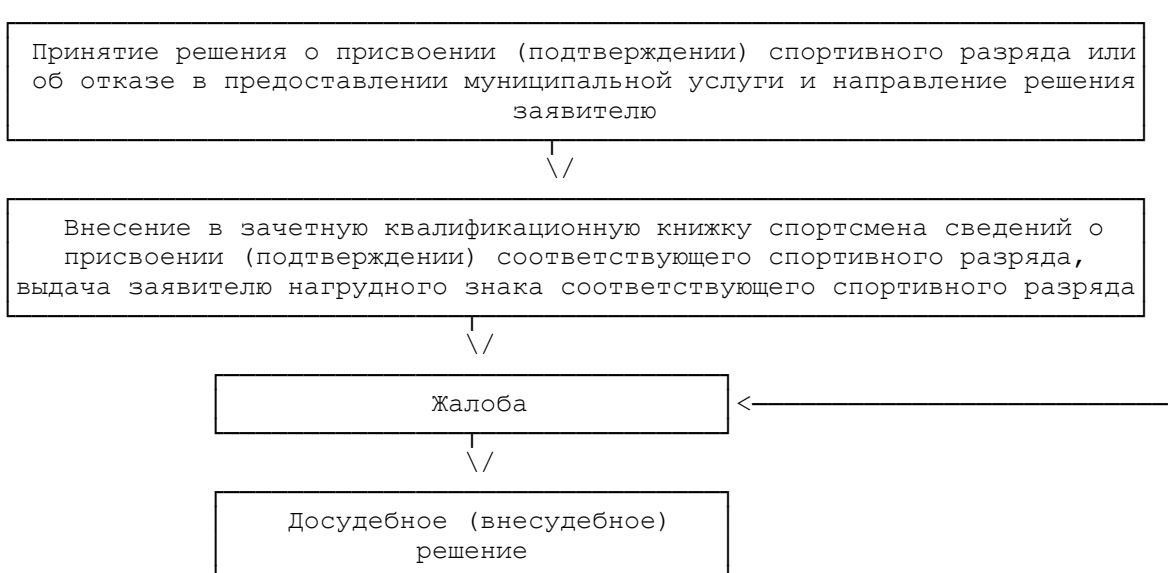 Принятие решения о присвоении (подтверждении) спортивного разряда или
об отказе в предоставлении муниципальной услуги и направление решения
заявителю
Внесение в зачетную квалификационную книжку спортсмена сведений о
присвоении (подтверждении) соответствующего спортивного разряда,
выдача заявителю нагрудного знака соответствующего спортивного разряда
Жалоба
Досудебное (внесудебное)
решение